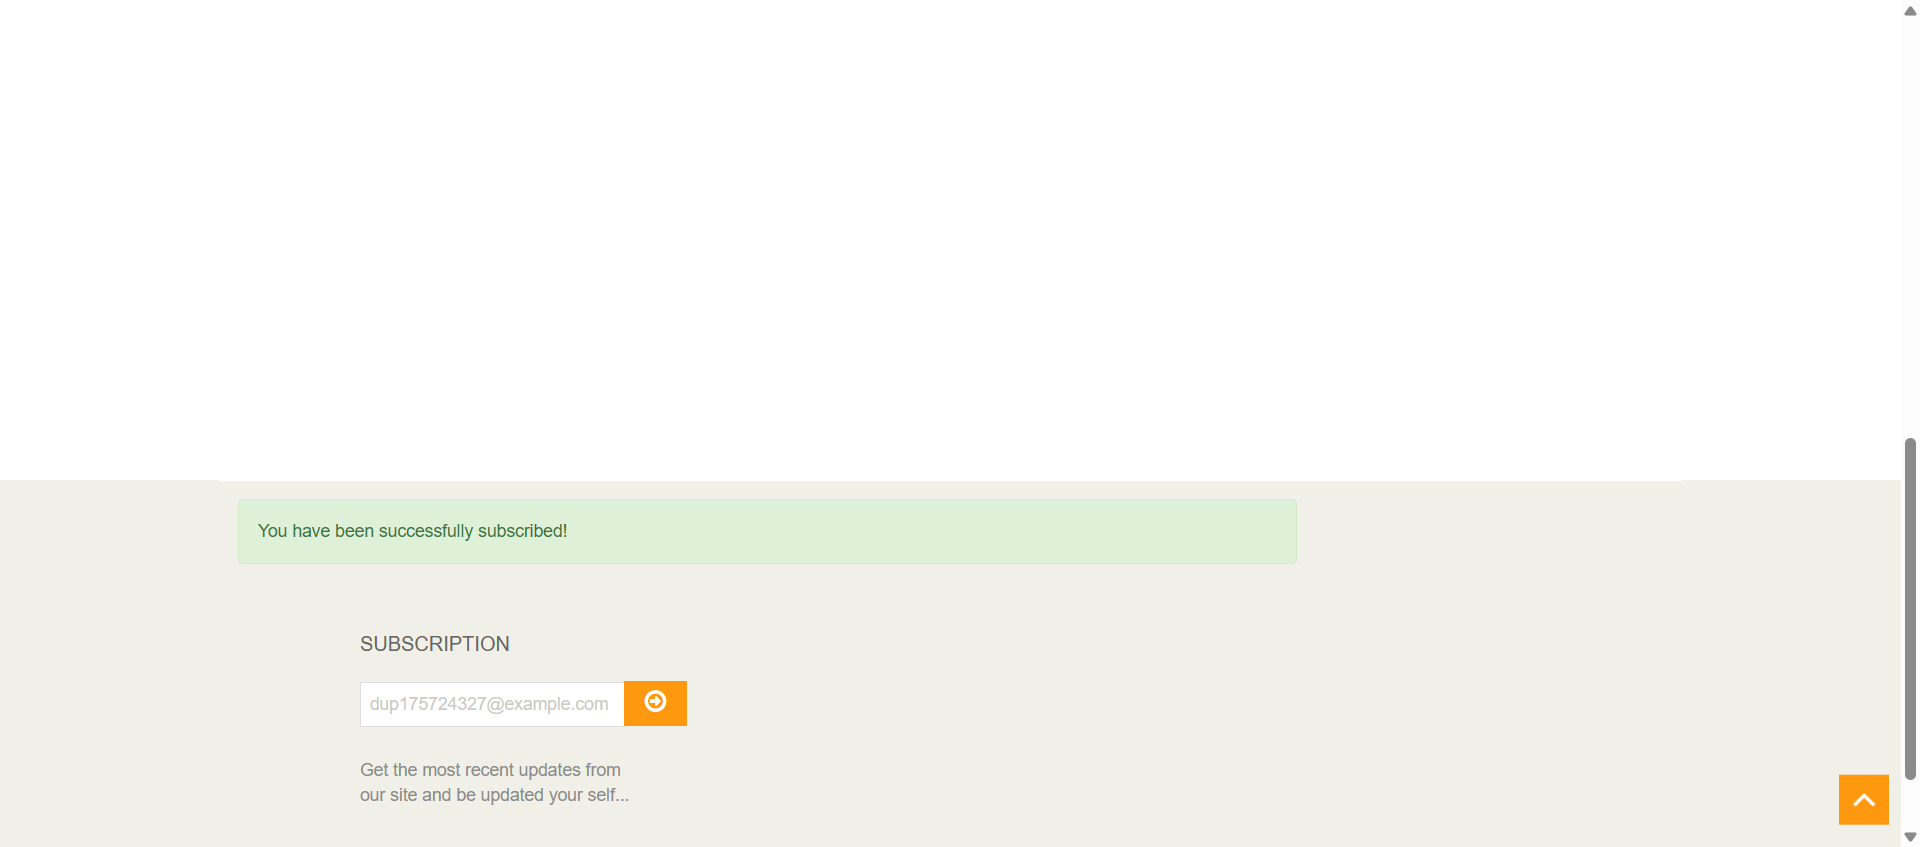 You have been successfully subscribed!
SUBSCRIPTION
dup175724327@example.com
Get the most recent updates from
our site and be updated your self...